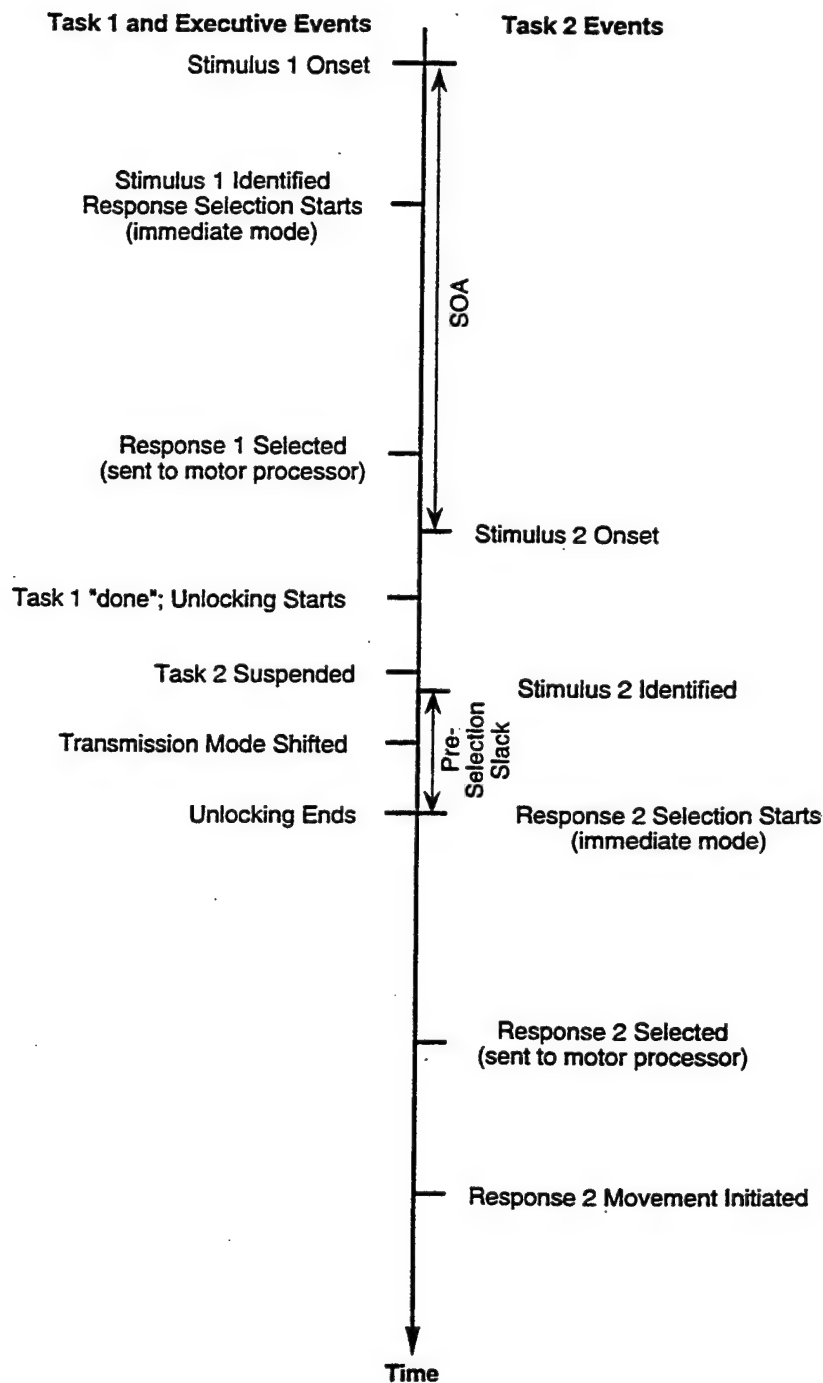 Task 1 and Executive Events
Task 2 Events
Stimulus 1 Onset
Stimulus 1 Identified
Response Selection Starts
(immediate mode)
SOA
Response 1 Selected
(sent to motor processor)
Stimulus 2 Onset
Task 1 "done"; Unlocking Starts
Task 2 Suspended
Stimulus 2 Identified
Pre-
Selection
Slack
Transmission Mode Shifted
Unlocking Ends
Response 2 Selection Starts
(immediate mode)
Response 2 Selected
(sent to motor processor)
Response 2 Movement Initiated
Time